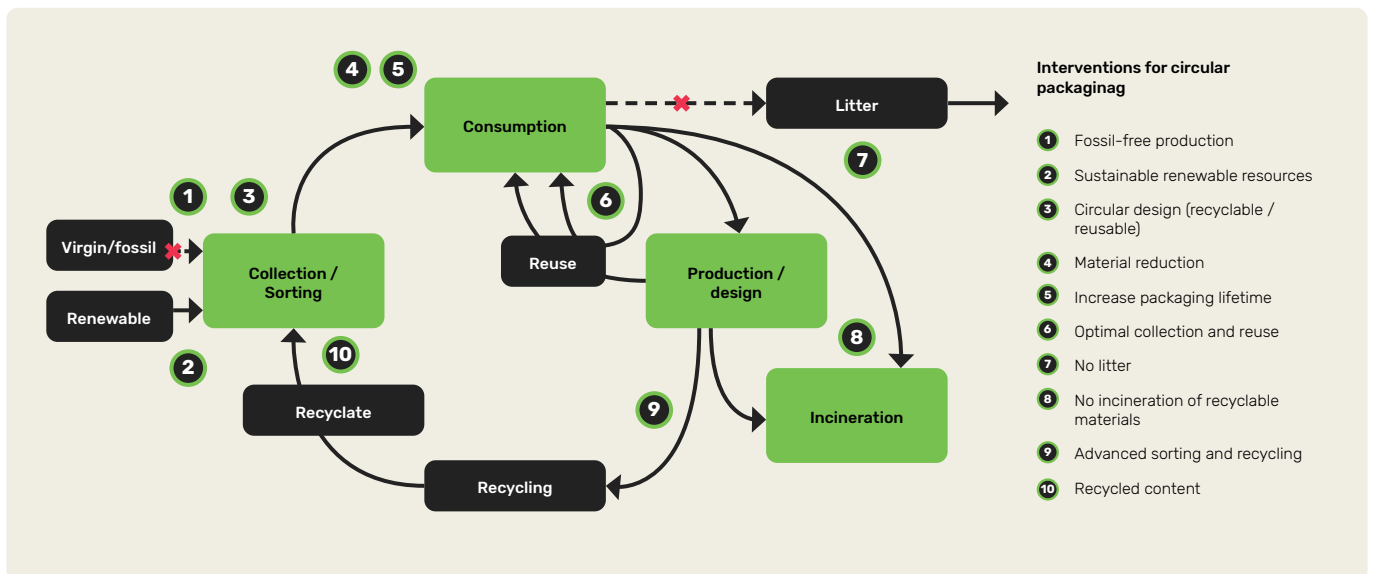 4 5
Consumption
Litter
7
1 3
6
Virgin/fossil
Renewable
Collection /
Sorting
Reuse
Production /
design
2
10
8
Recyclate
9
Incineration
Recycling
Interventions for circular
packaginag
1 Fossil-free production
2 Sustainable renewable resources
3 Circular design (recyclable /
reusable)
4 Material reduction
5 Increase packaging lifetime
6 Optimal collection and reuse
7 No litter
8 No incineration of recyclable
materials
9 Advanced sorting and recycling
10 Recycled content